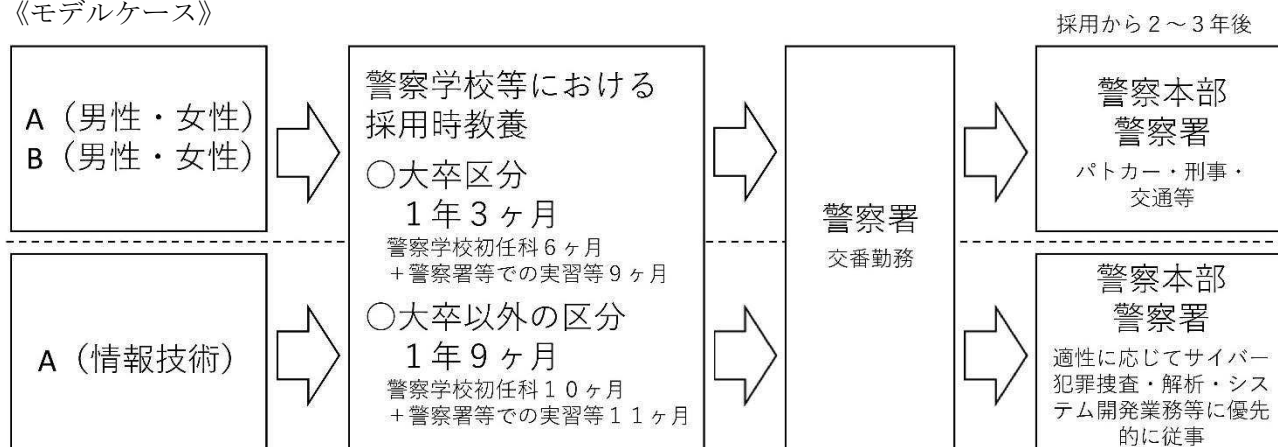 《モデルケース》
採用から２～３年後
A（男性・女性）
B（男性・女性）
警察学校等における
採用時教養
○大卒区分
１年３ヶ月
警察学校初任科６ヶ月
＋警察署等での実習等９ヶ月
○大卒以外の区分
１年９ヶ月
警察学校初任科１０ヶ月
＋警察署等での実習等１１ヶ月
警察署
交番勤務
警察本部
警察署
パトカー・刑事・
交通等
A（情報技術）
警察本部
警察署
適性に応じてサイバー
犯罪捜査・解析・シス
テム開発業務等に優先
的に従事